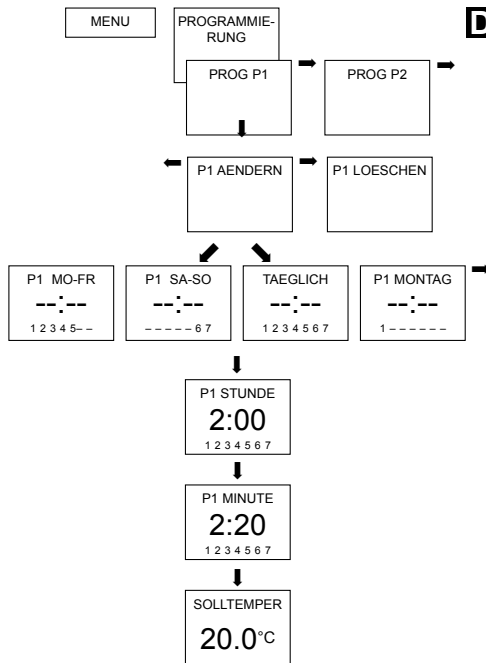 MENU
PROGRAMMIE-
RUNG
D
PROG P1
PROG P2
P1 AENDERN
P1 LOESCHEN
P1 MO-FR
--:--
1 2 3 4 5 – –
P1 SA-SO
--:--
– – – – – 6 7
TAEGLICH
--:--
1 2 3 4 5 6 7
P1 MONTAG
--:--
1 – – – – – –
P1 STUNDE
2:00
1 2 3 4 5 6 7
P1 MINUTE
2:20
1 2 3 4 5 6 7
SOLLTEMPER
20.0°C